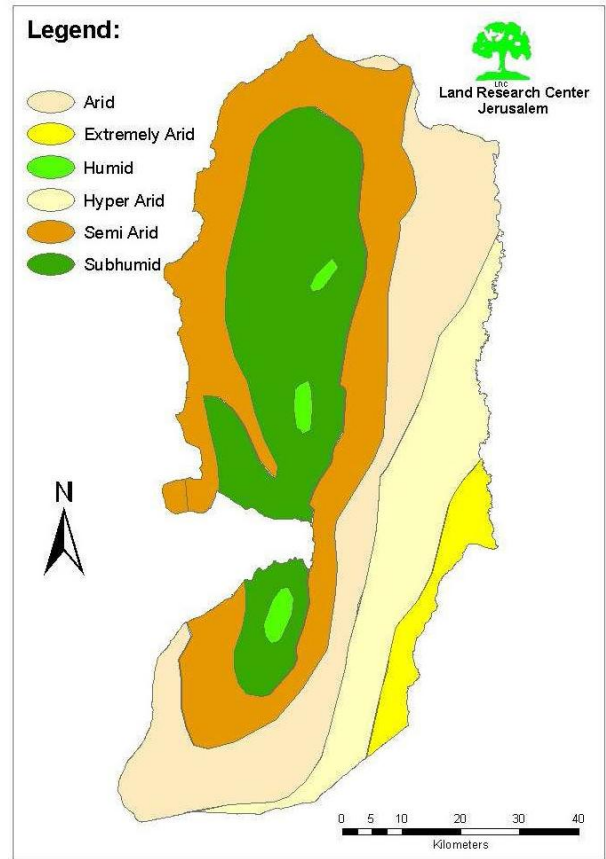 Legend:
Arid
Extremely Arid
Humid
Hyper Arid
Semi Arid
Subhumid
LRC
Land Research Center
Jerusalem
N
0 5 10 20 30 40
Kilometers